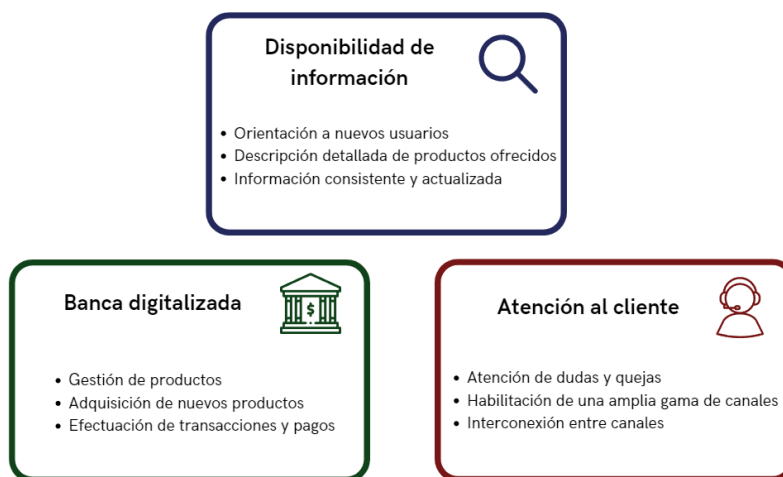 Disponibilidad de
información
• Orientación a nuevos usuarios
• Descripción detallada de productos ofrecidos
• Información consistente y actualizada
Banca digitalizada
$
• Gestión de productos
• Adquisición de nuevos productos
• Efectuación de transacciones y pagos
Atención al cliente
• Atención de dudas y quejas
• Habilitación de una amplia gama de canales
• Interconexión entre canales